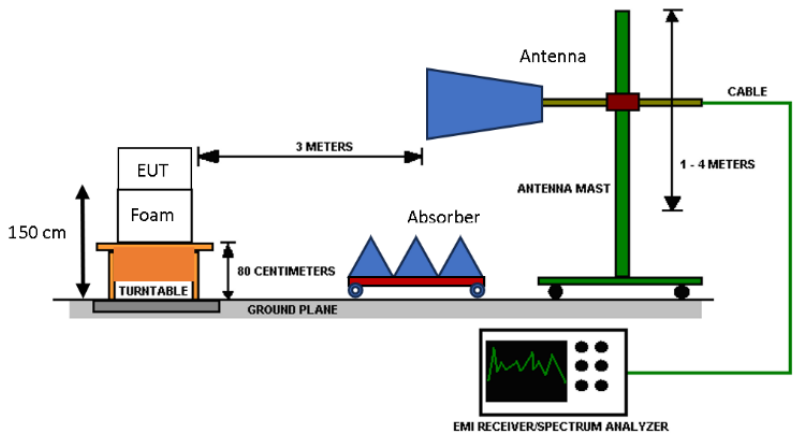 Antenna
CABLE
3 METERS
EUT
1 - 4 METERS
ANTENNA MAST
Foam
Absorber
150 cm
80 CENTIMETERS
TURNTABLE
GROUND PLANE
EMI RECEIVER/SPECTRUM ANALYZER